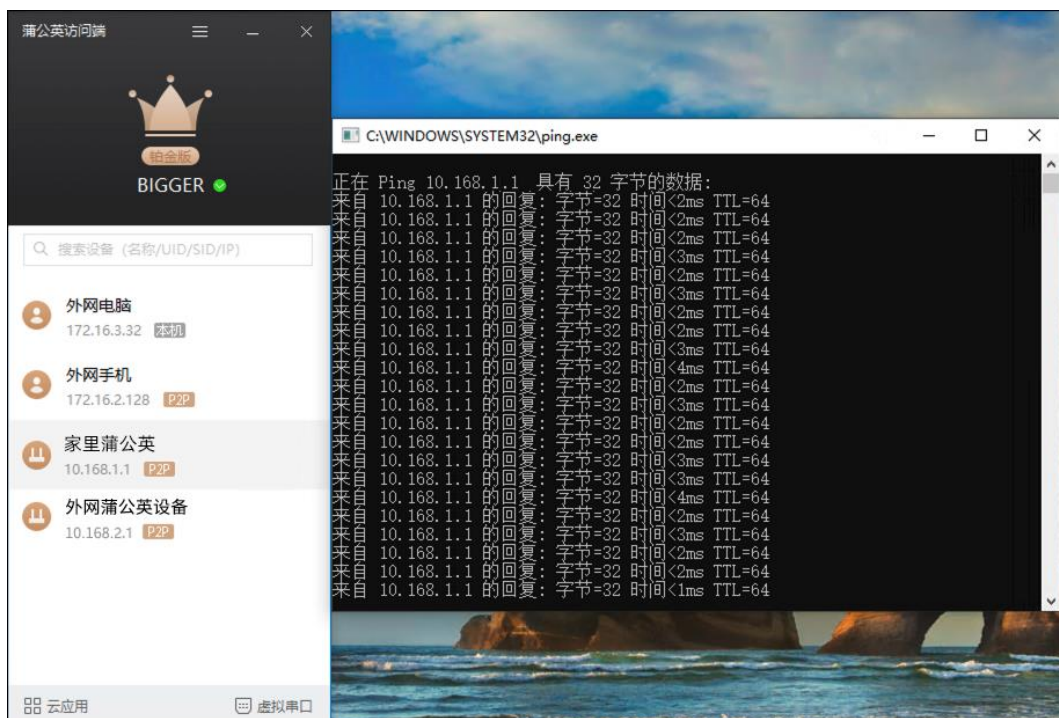 蒲公英访问端
铂金版
BIGGER
搜索设备 (名称/UID/SID/IP)
外网电脑
172.16.3.32 本机
外网手机
172.16.2.128 P2P
家里蒲公英
10.168.1.1 P2P
外网蒲公英设备
10.168.2.1 P2P
云应用
虚拟串口
C:\WINDOWS\SYSTEM32\ping.exe
正在 Ping 10.168.1.1 具有 32 字节的数据:
来自 10.168.1.1 的回复: 字节=32 时间<2ms TTL=64
来自 10.168.1.1 的回复: 字节=32 时间<2ms TTL=64
来自 10.168.1.1 的回复: 字节=32 时间<2ms TTL=64
来自 10.168.1.1 的回复: 字节=32 时间<3ms TTL=64
来自 10.168.1.1 的回复: 字节=32 时间<2ms TTL=64
来自 10.168.1.1 的回复: 字节=32 时间<3ms TTL=64
来自 10.168.1.1 的回复: 字节=32 时间<2ms TTL=64
来自 10.168.1.1 的回复: 字节=32 时间<2ms TTL=64
来自 10.168.1.1 的回复: 字节=32 时间<3ms TTL=64
来自 10.168.1.1 的回复: 字节=32 时间<4ms TTL=64
来自 10.168.1.1 的回复: 字节=32 时间<2ms TTL=64
来自 10.168.1.1 的回复: 字节=32 时间<3ms TTL=64
来自 10.168.1.1 的回复: 字节=32 时间<2ms TTL=64
来自 10.168.1.1 的回复: 字节=32 时间<2ms TTL=64
来自 10.168.1.1 的回复: 字节=32 时间<3ms TTL=64
来自 10.168.1.1 的回复: 字节=32 时间<2ms TTL=64
来自 10.168.1.1 的回复: 字节=32 时间<4ms TTL=64
来自 10.168.1.1 的回复: 字节=32 时间<2ms TTL=64
来自 10.168.1.1 的回复: 字节=32 时间<3ms TTL=64
来自 10.168.1.1 的回复: 字节=32 时间<2ms TTL=64
来自 10.168.1.1 的回复: 字节=32 时间<2ms TTL=64
来自 10.168.1.1 的回复: 字节=32 时间<1ms TTL=64